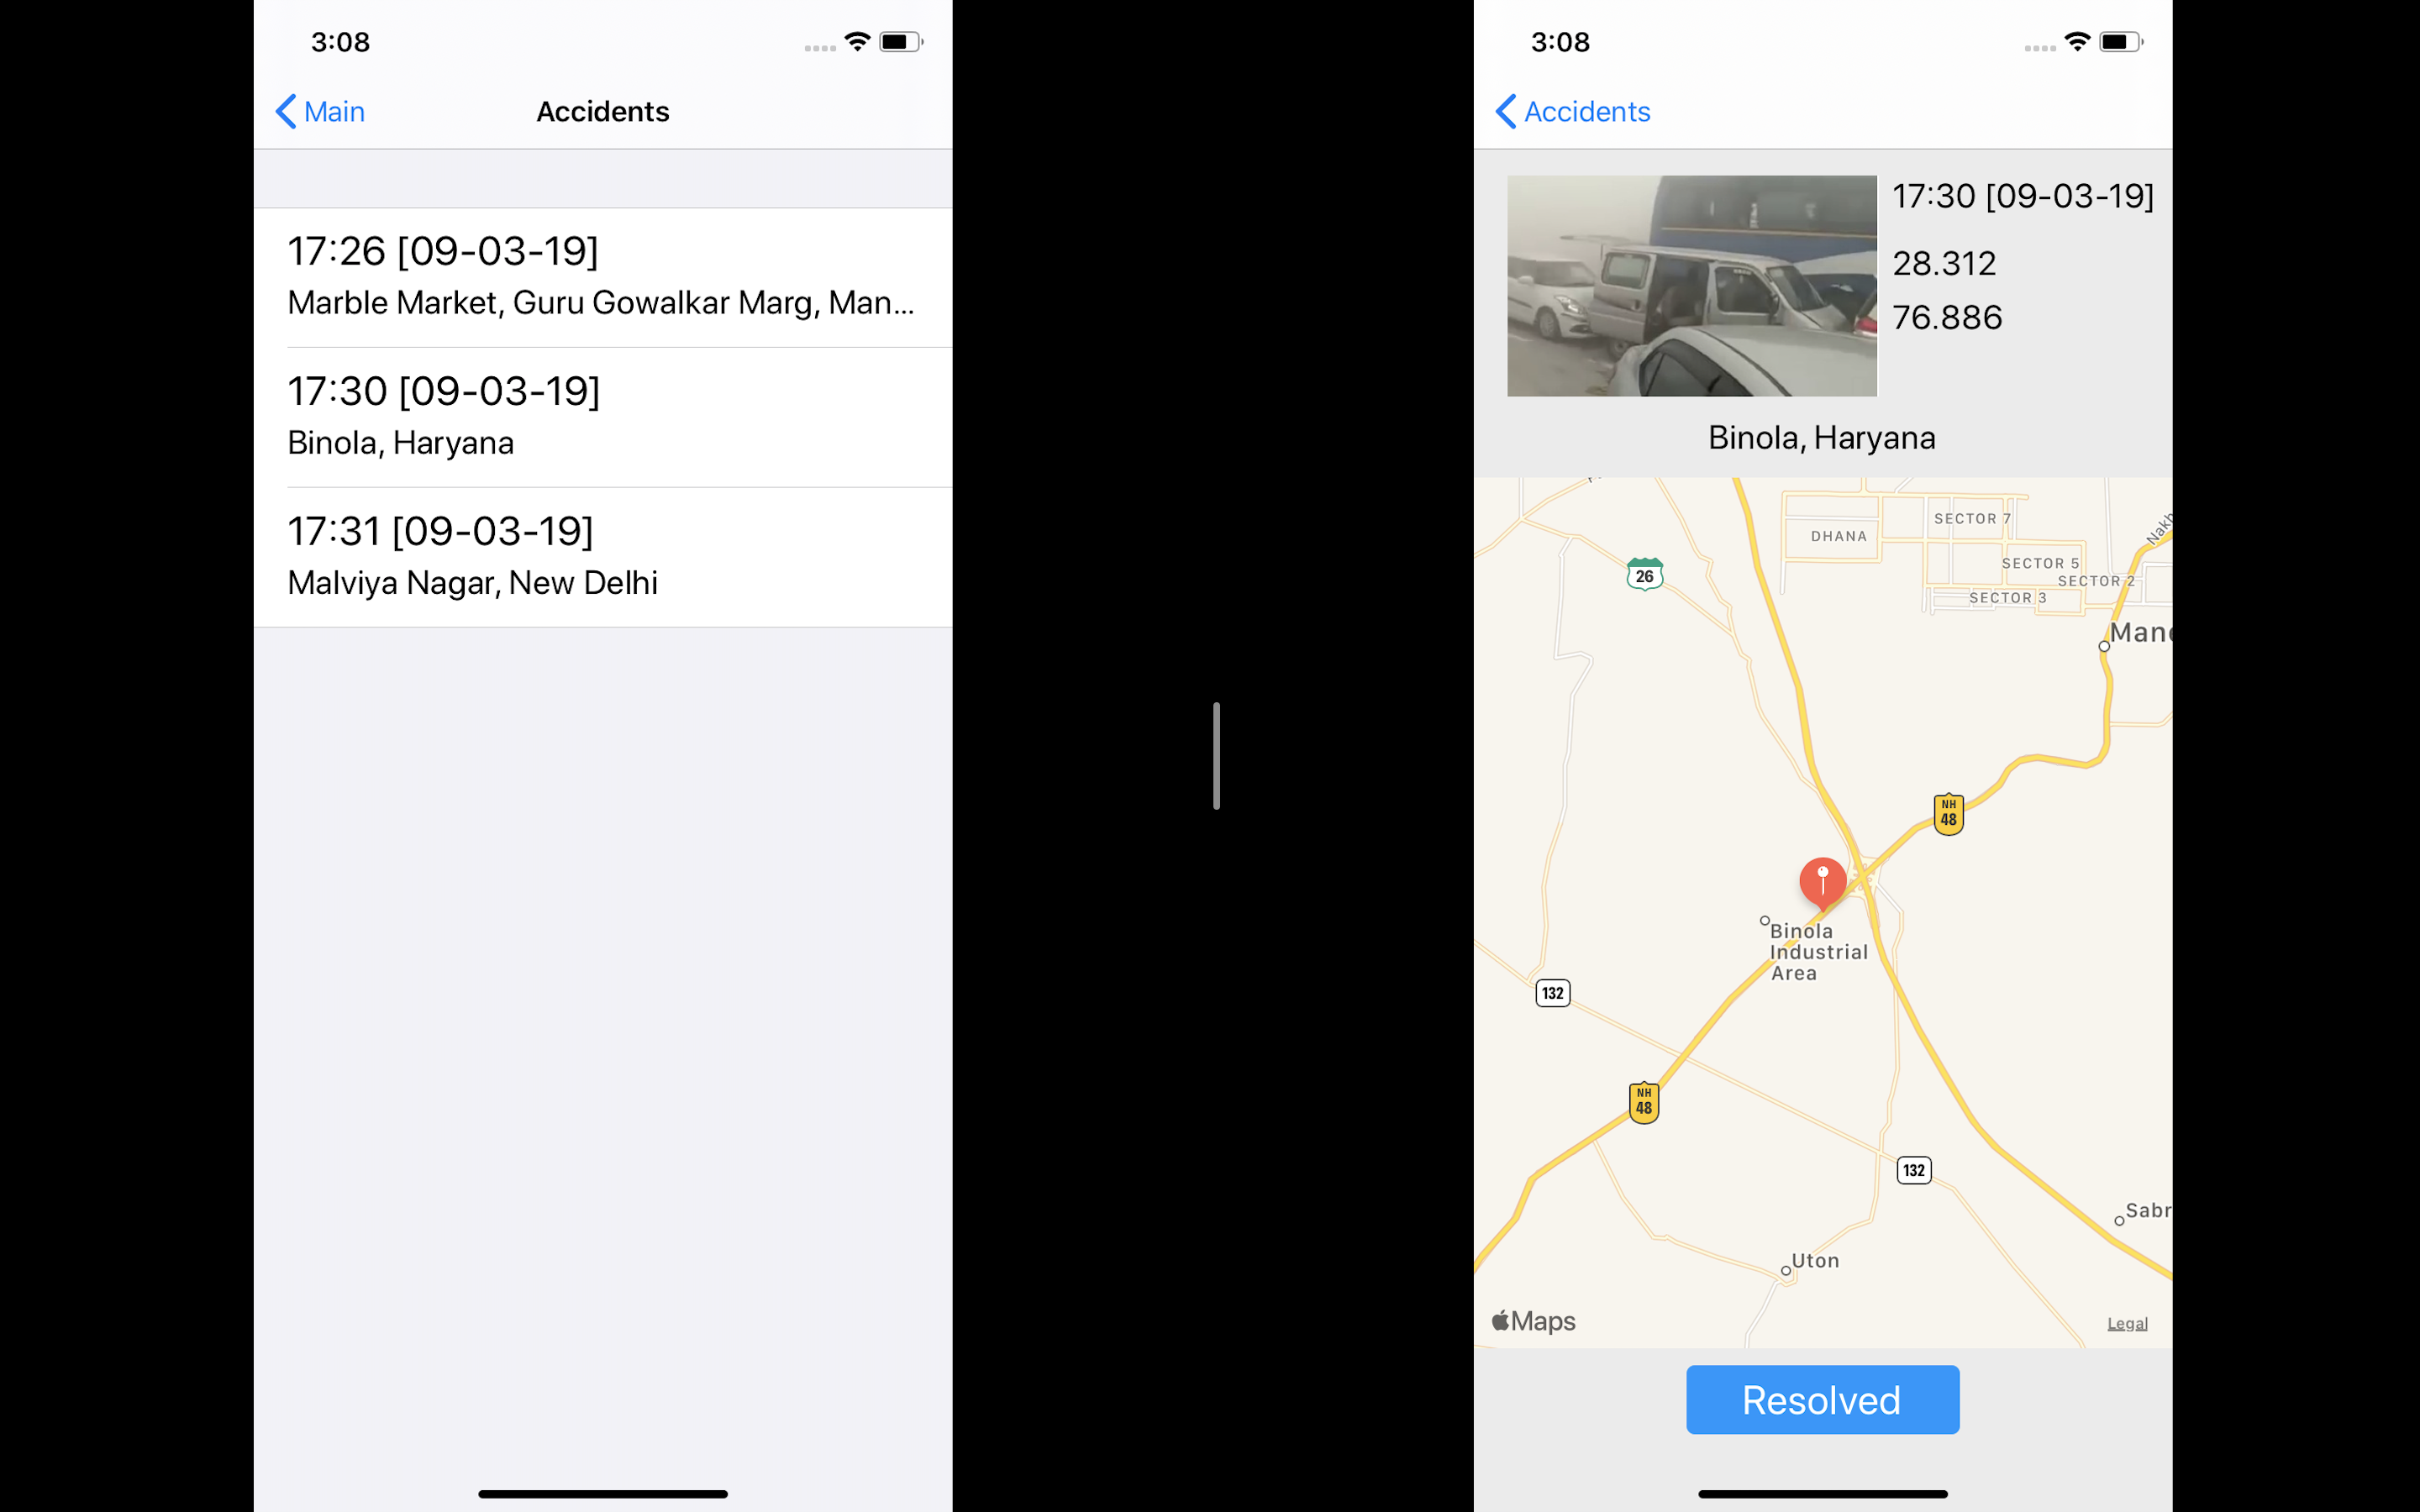 3:08
Main
Accidents
17:26 [09-03-19]
Marble Market, Guru Gowalkar Marg, Man...
17:30 [09-03-19]
Binola, Haryana
17:31 [09-03-19]
Malviya Nagar, New Delhi
3:08
Accidents
17:30 [09-03-19]
28.312
76.886
Binola, Haryana
SECTOR 7
DHANA
SECTOR 5
26
SECTOR 2
SECTOR 3
NH
48
Binola
Industrial
Area
132
NH
48
132
Uton
Maps
Legal
Resolved